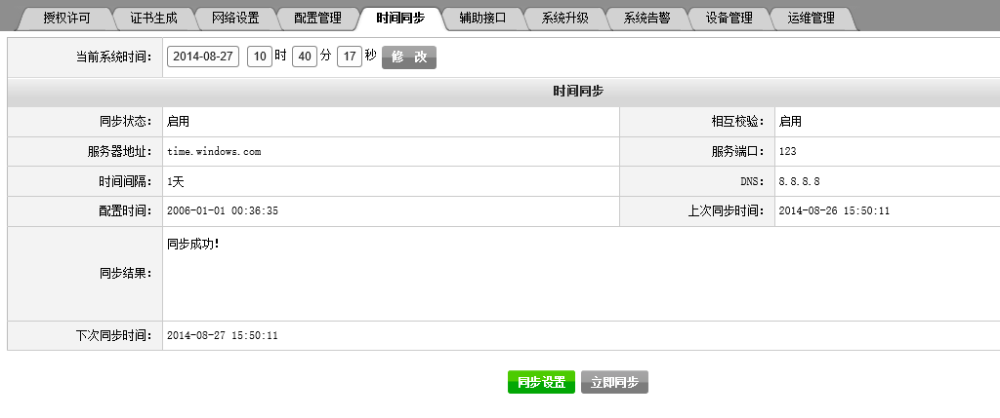 授权许可 证书生成 网络设置 配置管理 时间同步 辅助接口 系统升级 系统告警 设备管理 运维管理
当前系统时间: 2014-08-27 10 时 40 分 17 秒 修 改
时间同步
同步状态: 启用 相互校验: 启用
服务器地址: time.windows.com 服务端口: 123
时间间隔: 1天 DNS: 8.8.8.8
配置时间: 2006-01-01 00:36:35 上次同步时间: 2014-08-26 15:50:11
同步结果: 同步成功!
下次同步时间: 2014-08-27 15:50:11
同步设置 立即同步